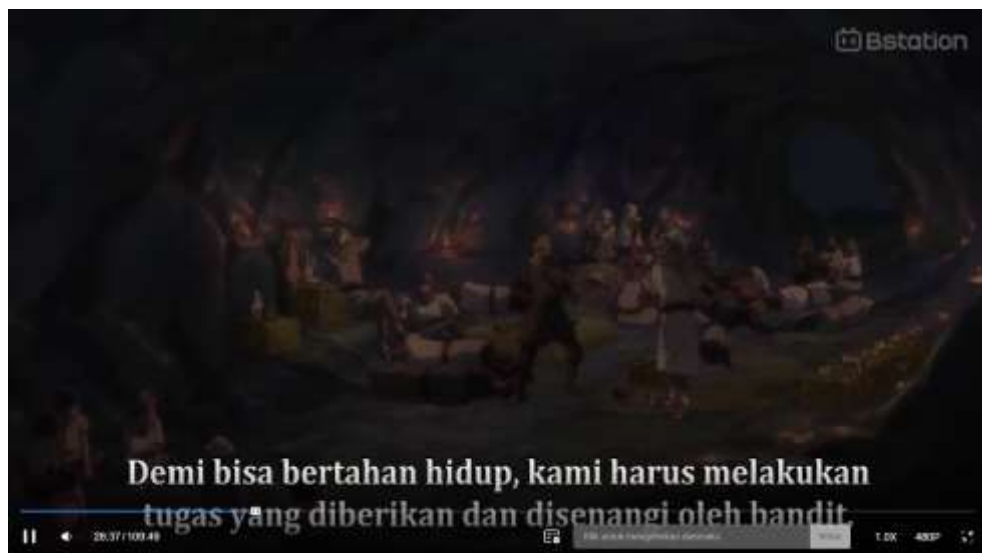 Bstation
Demi bisa bertahan hidup, kami harus melakukan
tugas yang diberikan dan disenangi oleh bandit.
28:37/109:49
1.0X 480P